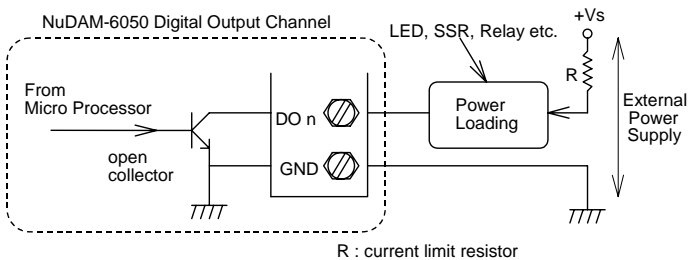 NuDAM-6050 Digital Output Channel
+Vs
LED, SSR, Relay etc.
R
From
Micro Processor
DO n
Power
Loading
External
Power
Supply
open
collector
GND
R : current limit resistor